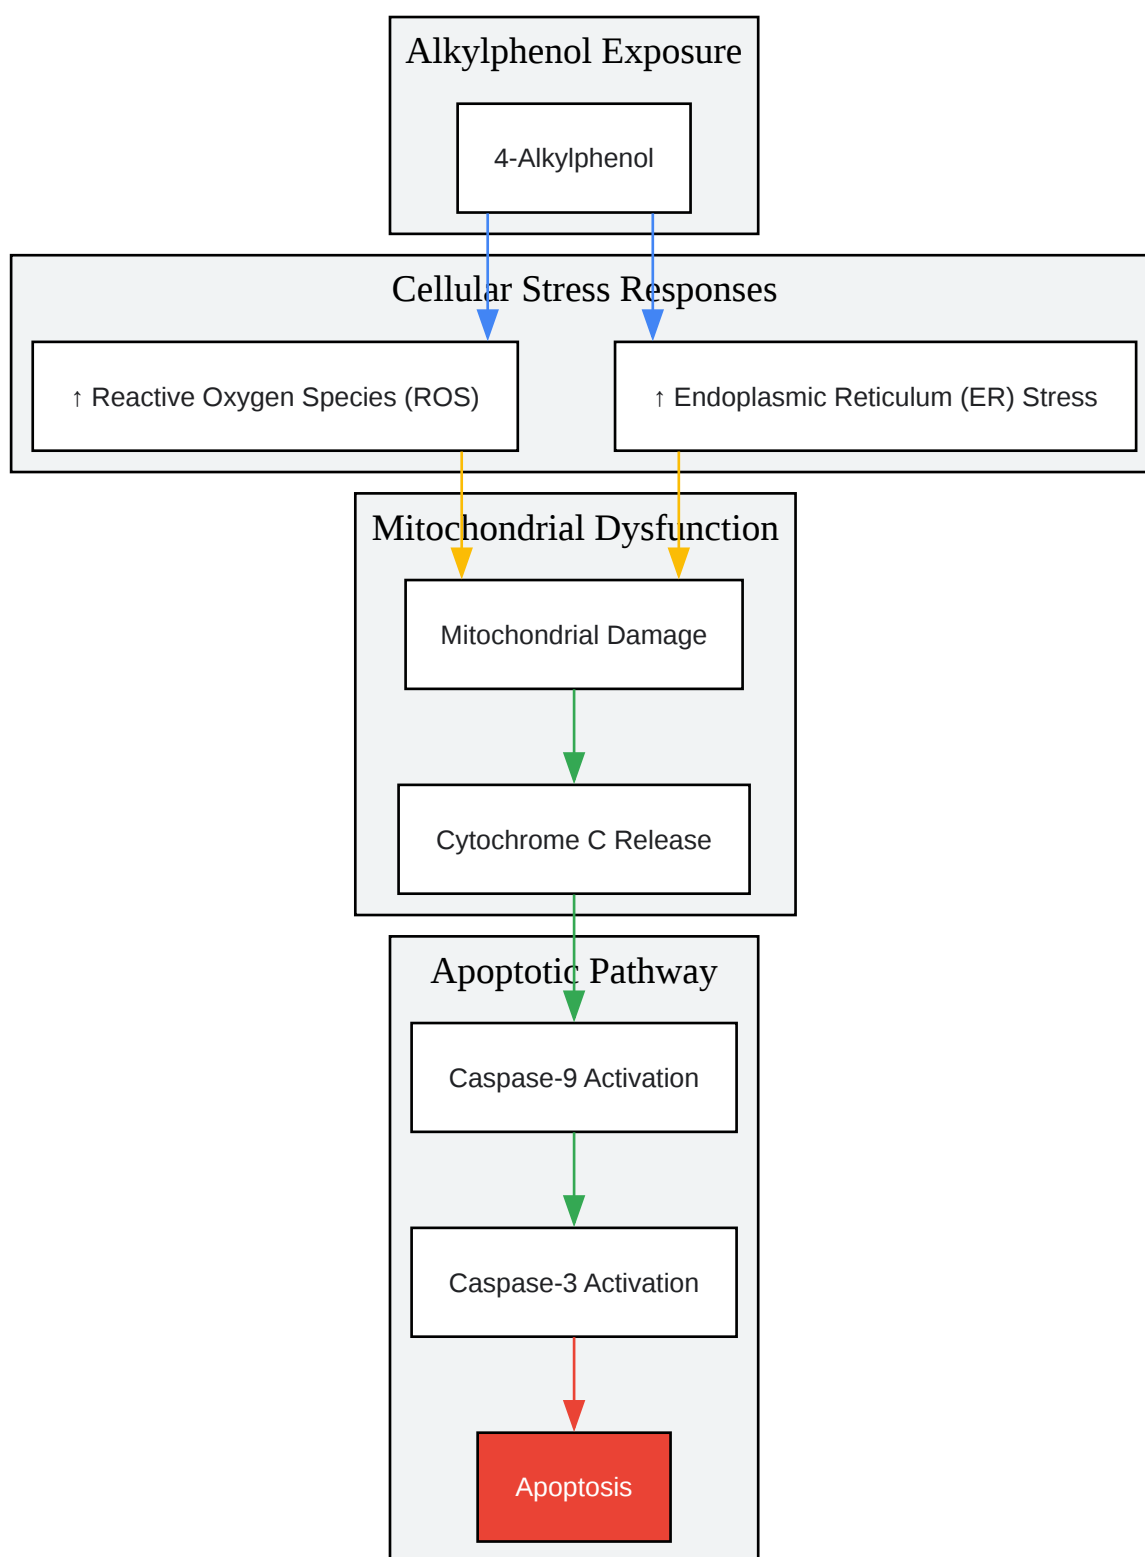 Alkylphenol Exposure
4-Alkylphenol
Cellular Stress Responses
↑ Reactive Oxygen Species (ROS)
↑ Endoplasmic Reticulum (ER) Stress
Mitochondrial Dysfunction
Mitochondrial Damage
Cytochrome C Release
Apoptotic Pathway
Caspase-9 Activation
Caspase-3 Activation
Apoptosis